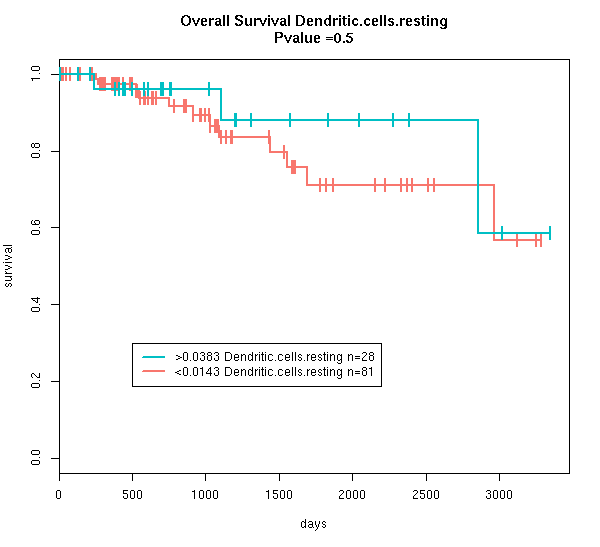 Overall Survival Dendritic.cells.resting
Pvalue =0.5
1.0
0.8
0.6
0.4
0.2
0.0
survival
>0.0383 Dendritic.cells.resting n=28
<0.0143 Dendritic.cells.resting n=81
0 500 1000 1500 2000 2500 3000
days